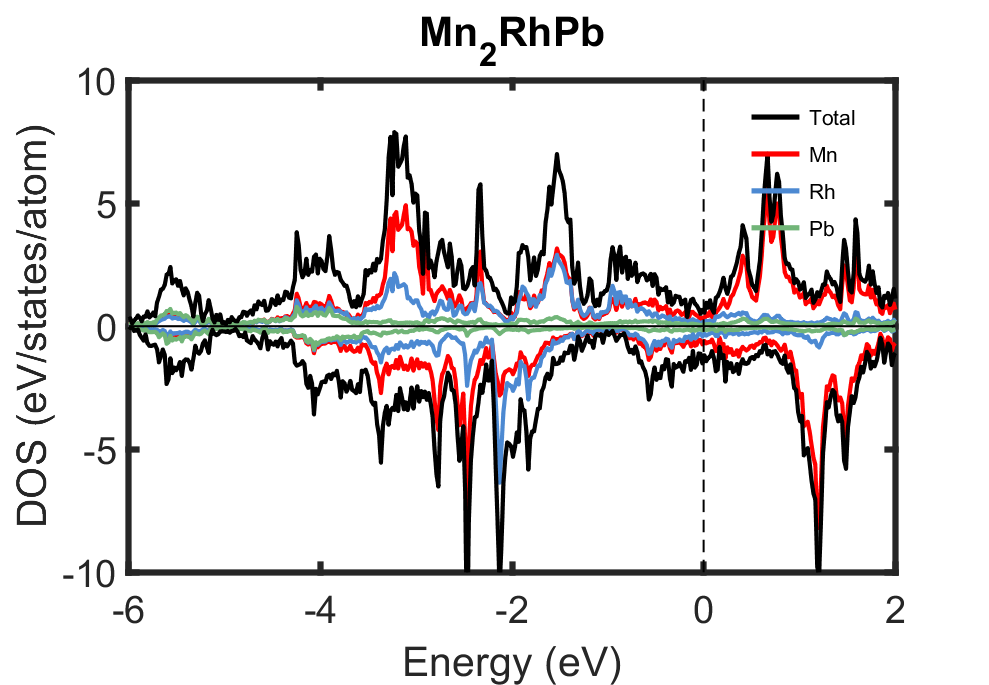 Mn2RhPb
10
5
0
-5
-10
DOS (eV/states/atom)
Total
Mn
Rh
Pb
-6
-4
-2
0
2
Energy (eV)